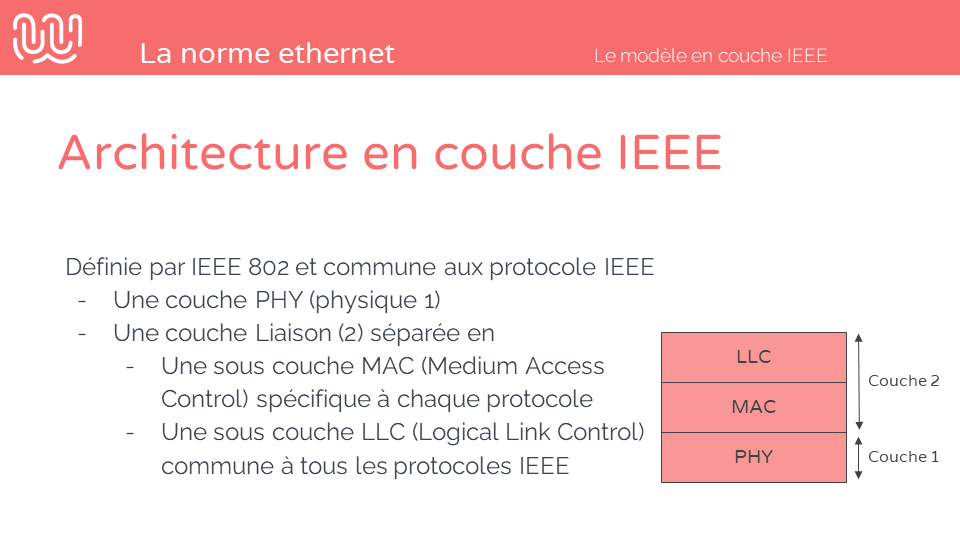 La norme ethernet
Le modèle en couche IEEE
Architecture en couche IEEE
Définie par IEEE 802 et commune aux protocole IEEE
- Une couche PHY (physique 1)
- Une couche Liaison (2) séparée en
- Une sous couche MAC (Medium Access
Control) spécifique à chaque protocole
- Une sous couche LLC (Logical Link Control)
commune à tous les protocoles IEEE
LLC
MAC
PHY
Couche 2
Couche 1